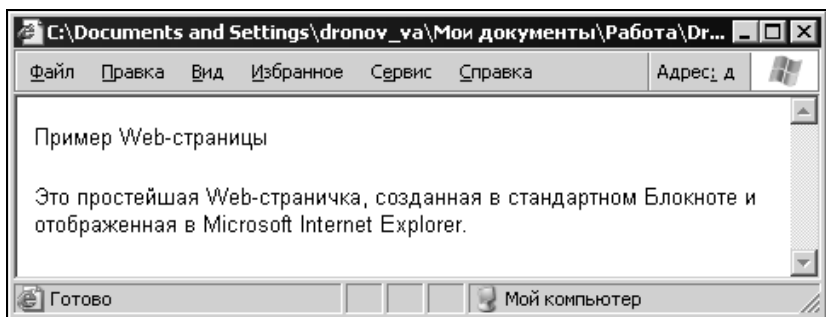 C:\Documents and Settings\dronov_va\Мои документы\Работа\Dr...
Файл Правка Вид Избранное Сервис Справка Адрес: д
Пример Web-страницы
Это простейшая Web-страничка, созданная в стандартном Блокноте и
отображенная в Microsoft Internet Explorer.
Готово Мой компьютер